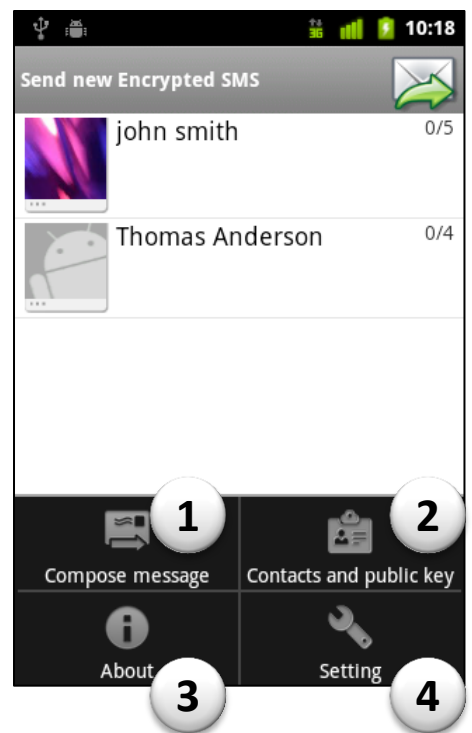 3G 10:18
Send new Encrypted SMS
john smith 0/5
Thomas Anderson 0/4
1 2
Compose message Contacts and public key
About Setting
3 4